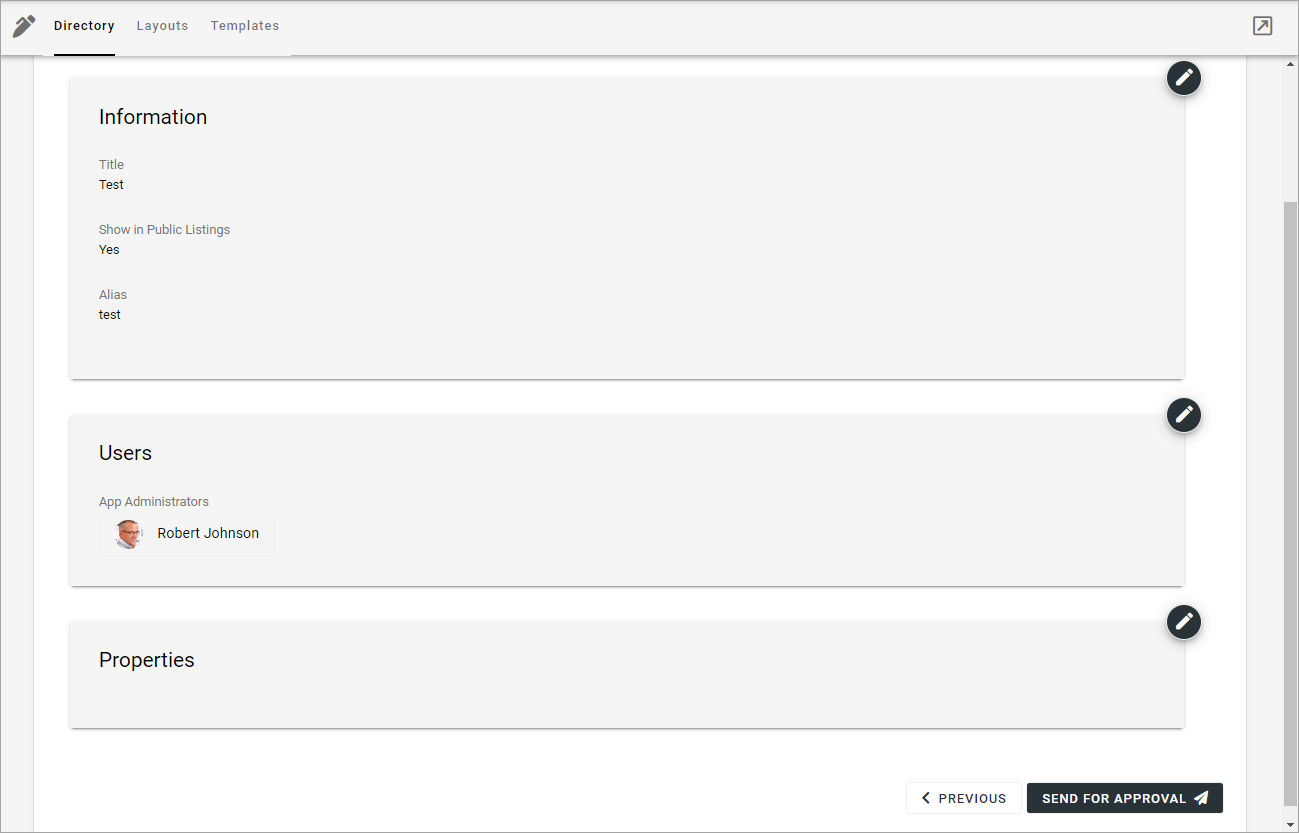 Directory Layouts Templates
Information
Title
Test
Show in Public Listings
Yes
Alias
test
Users
App Administrators
Robert Johnson
Properties
PREVIOUS SEND FOR APPROVAL